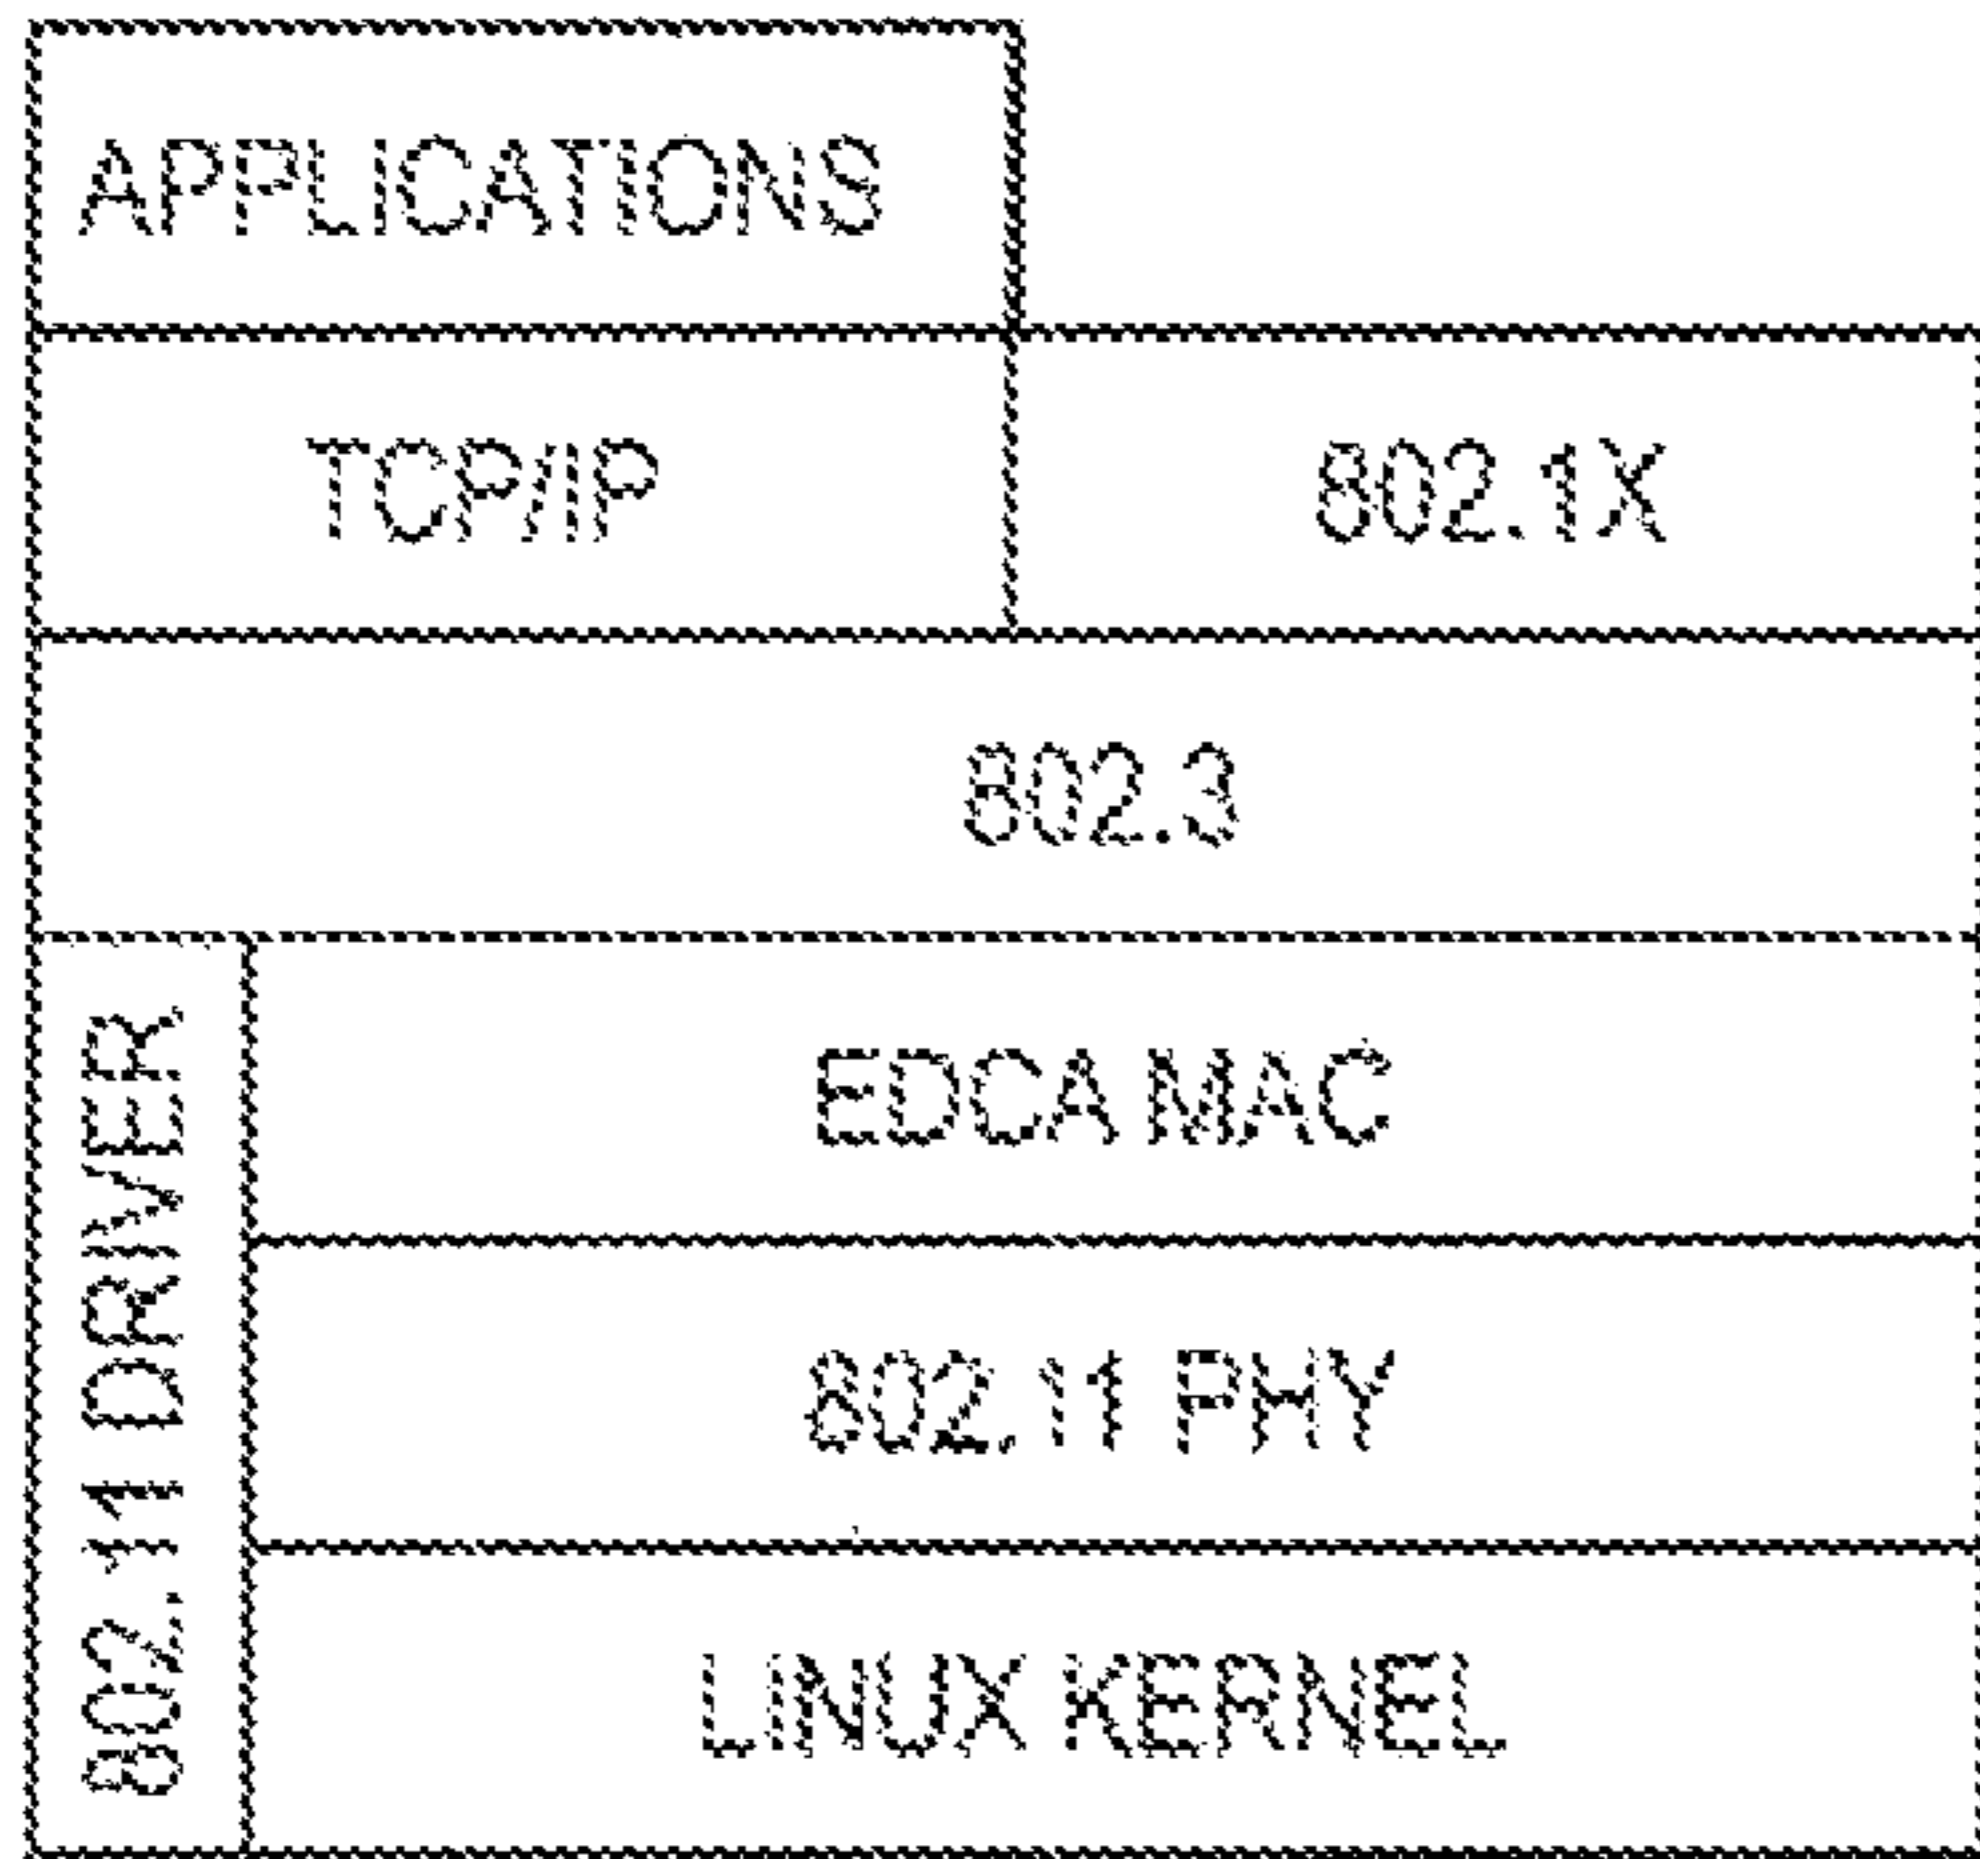 APPLICATIONS
TCP/IP
802.1X
802.3
802.11 DRIVER
EDCA MAC
802.11 PHY
LINUX KERNEL